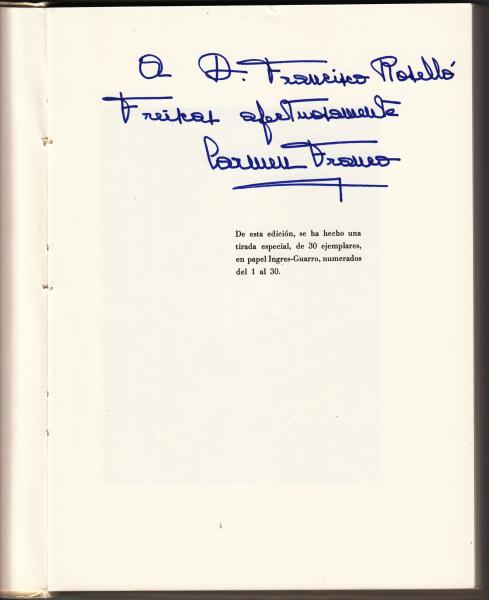 A D. Francisco Roselló
Freixas afectuosamente
Carmen Franco
De esta edición, se ha hecho una
tirada especial, de 30 ejemplares,
en papel Ingres-Guarro, numerados
del 1 al 30.